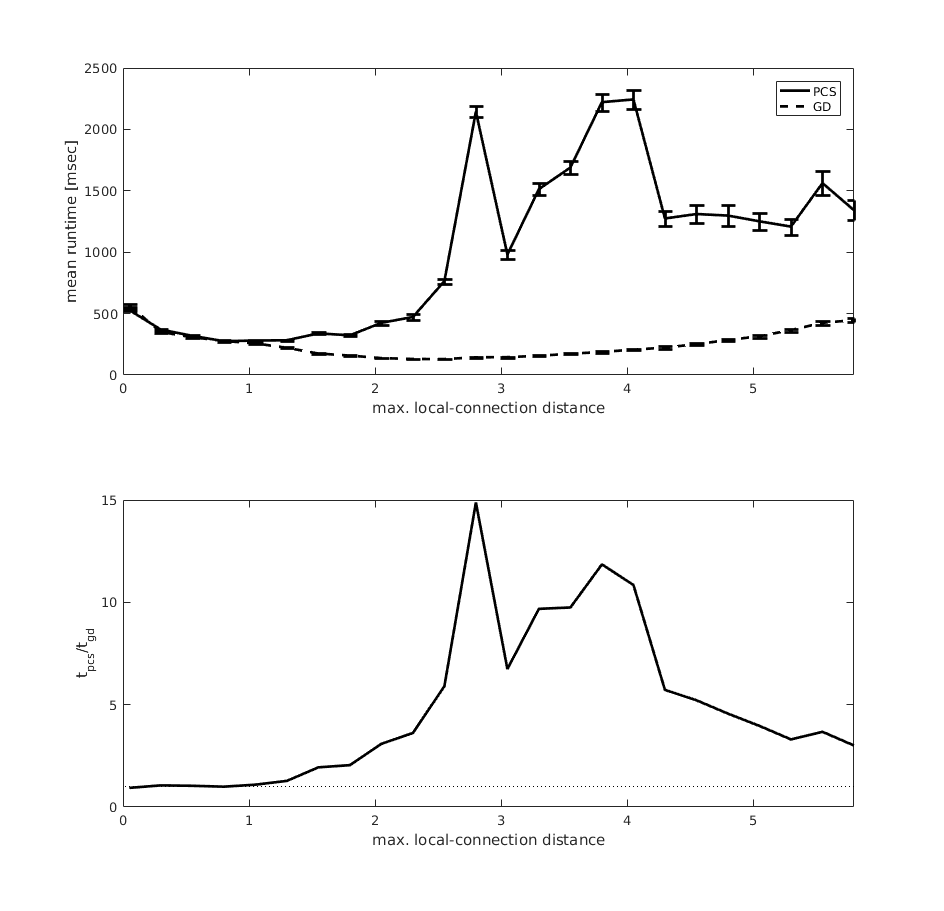 2500
2000
1500
1000
500
0
mean runtime [msec]
PCS
GD
0 1 2 3 4 5
max. local-connection distance
15
10
5
0
t_pcs/t_gd
0 1 2 3 4 5
max. local-connection distance